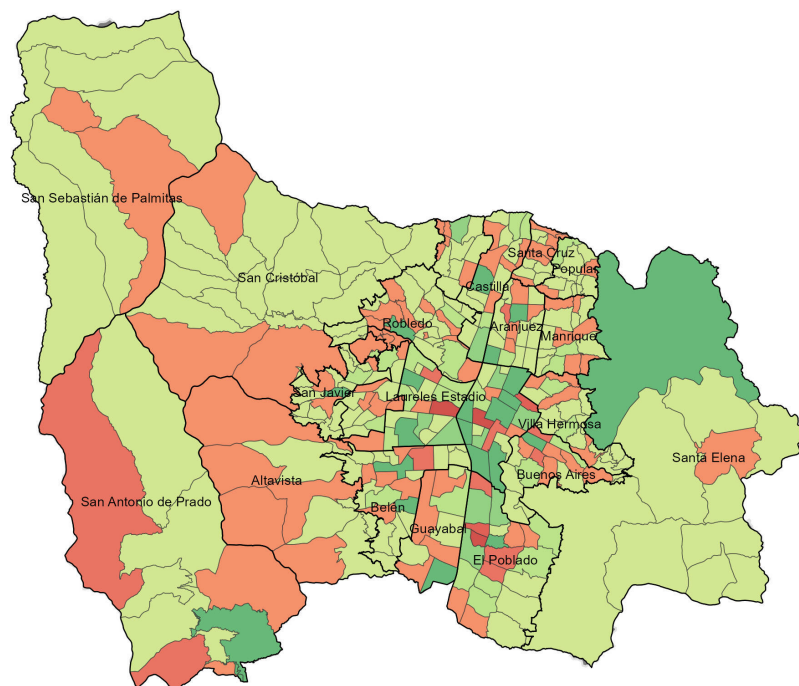 San Sebastián de Palmitas
San Cristóbal
Santa Cruz
Popular
Castilla
Robledo
Aranjuez
Manrique
San Javier
Laureles Estadio
Villa Hermosa
Santa Elena
Altavista
Buenos Aires
San Antonio de Prado
Belén
Guayabal
El Poblado